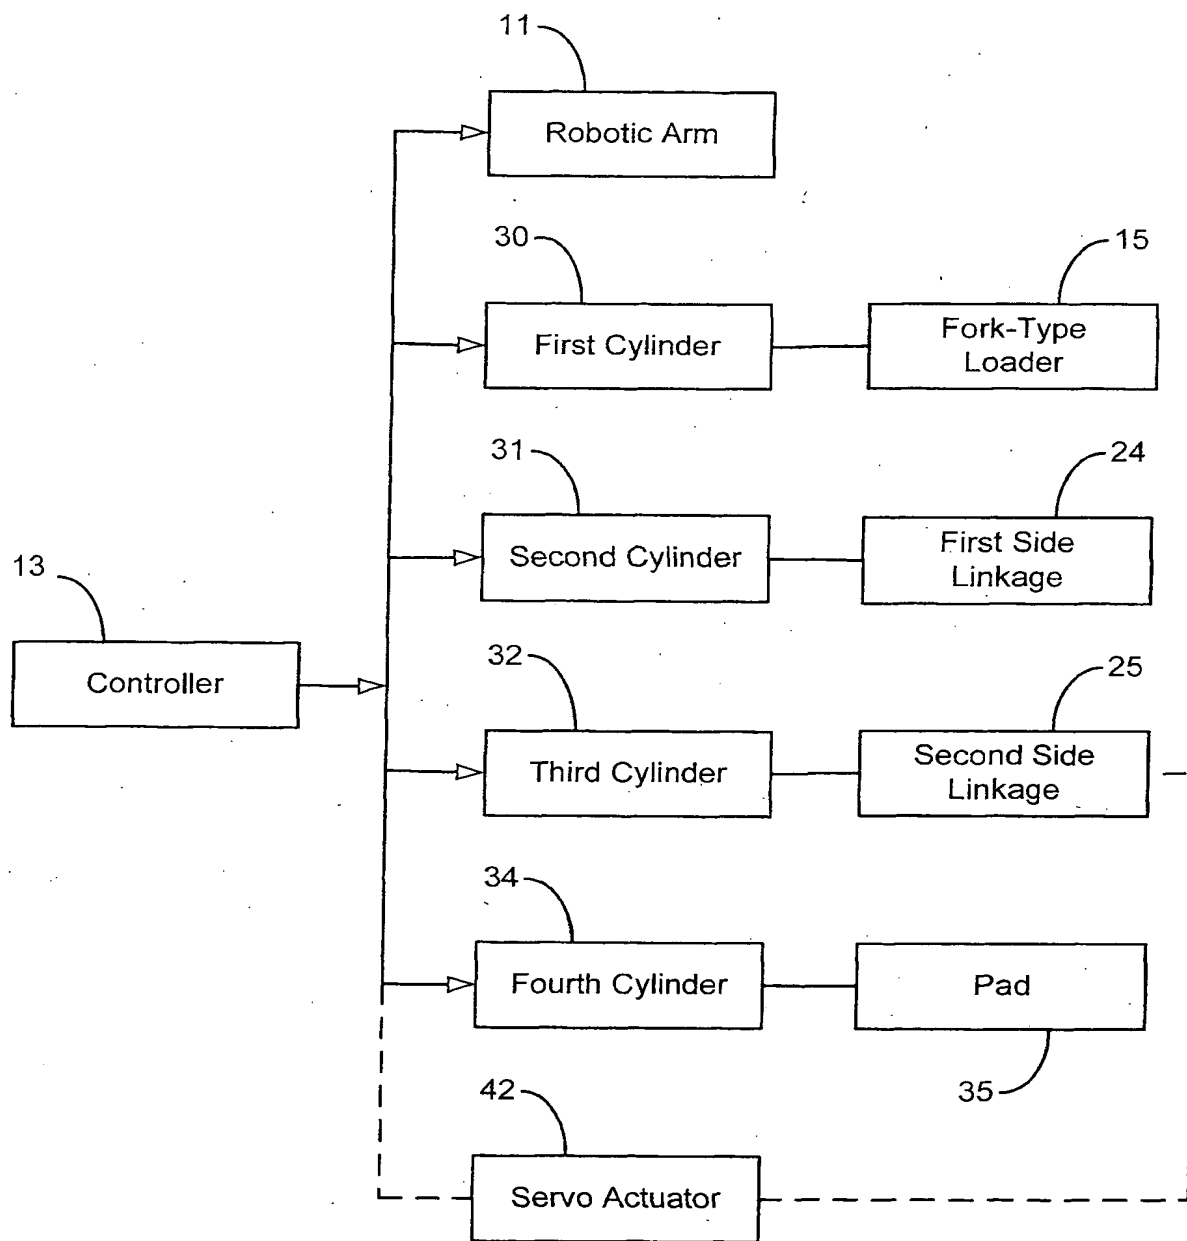 11
Robotic Arm
30
15
First Cylinder
Fork-Type
Loader
31
24
Second Cylinder
First Side
Linkage
13
Controller
32
25
Third Cylinder
Second Side
Linkage
34
Fourth Cylinder
Pad
35
42
Servo Actuator